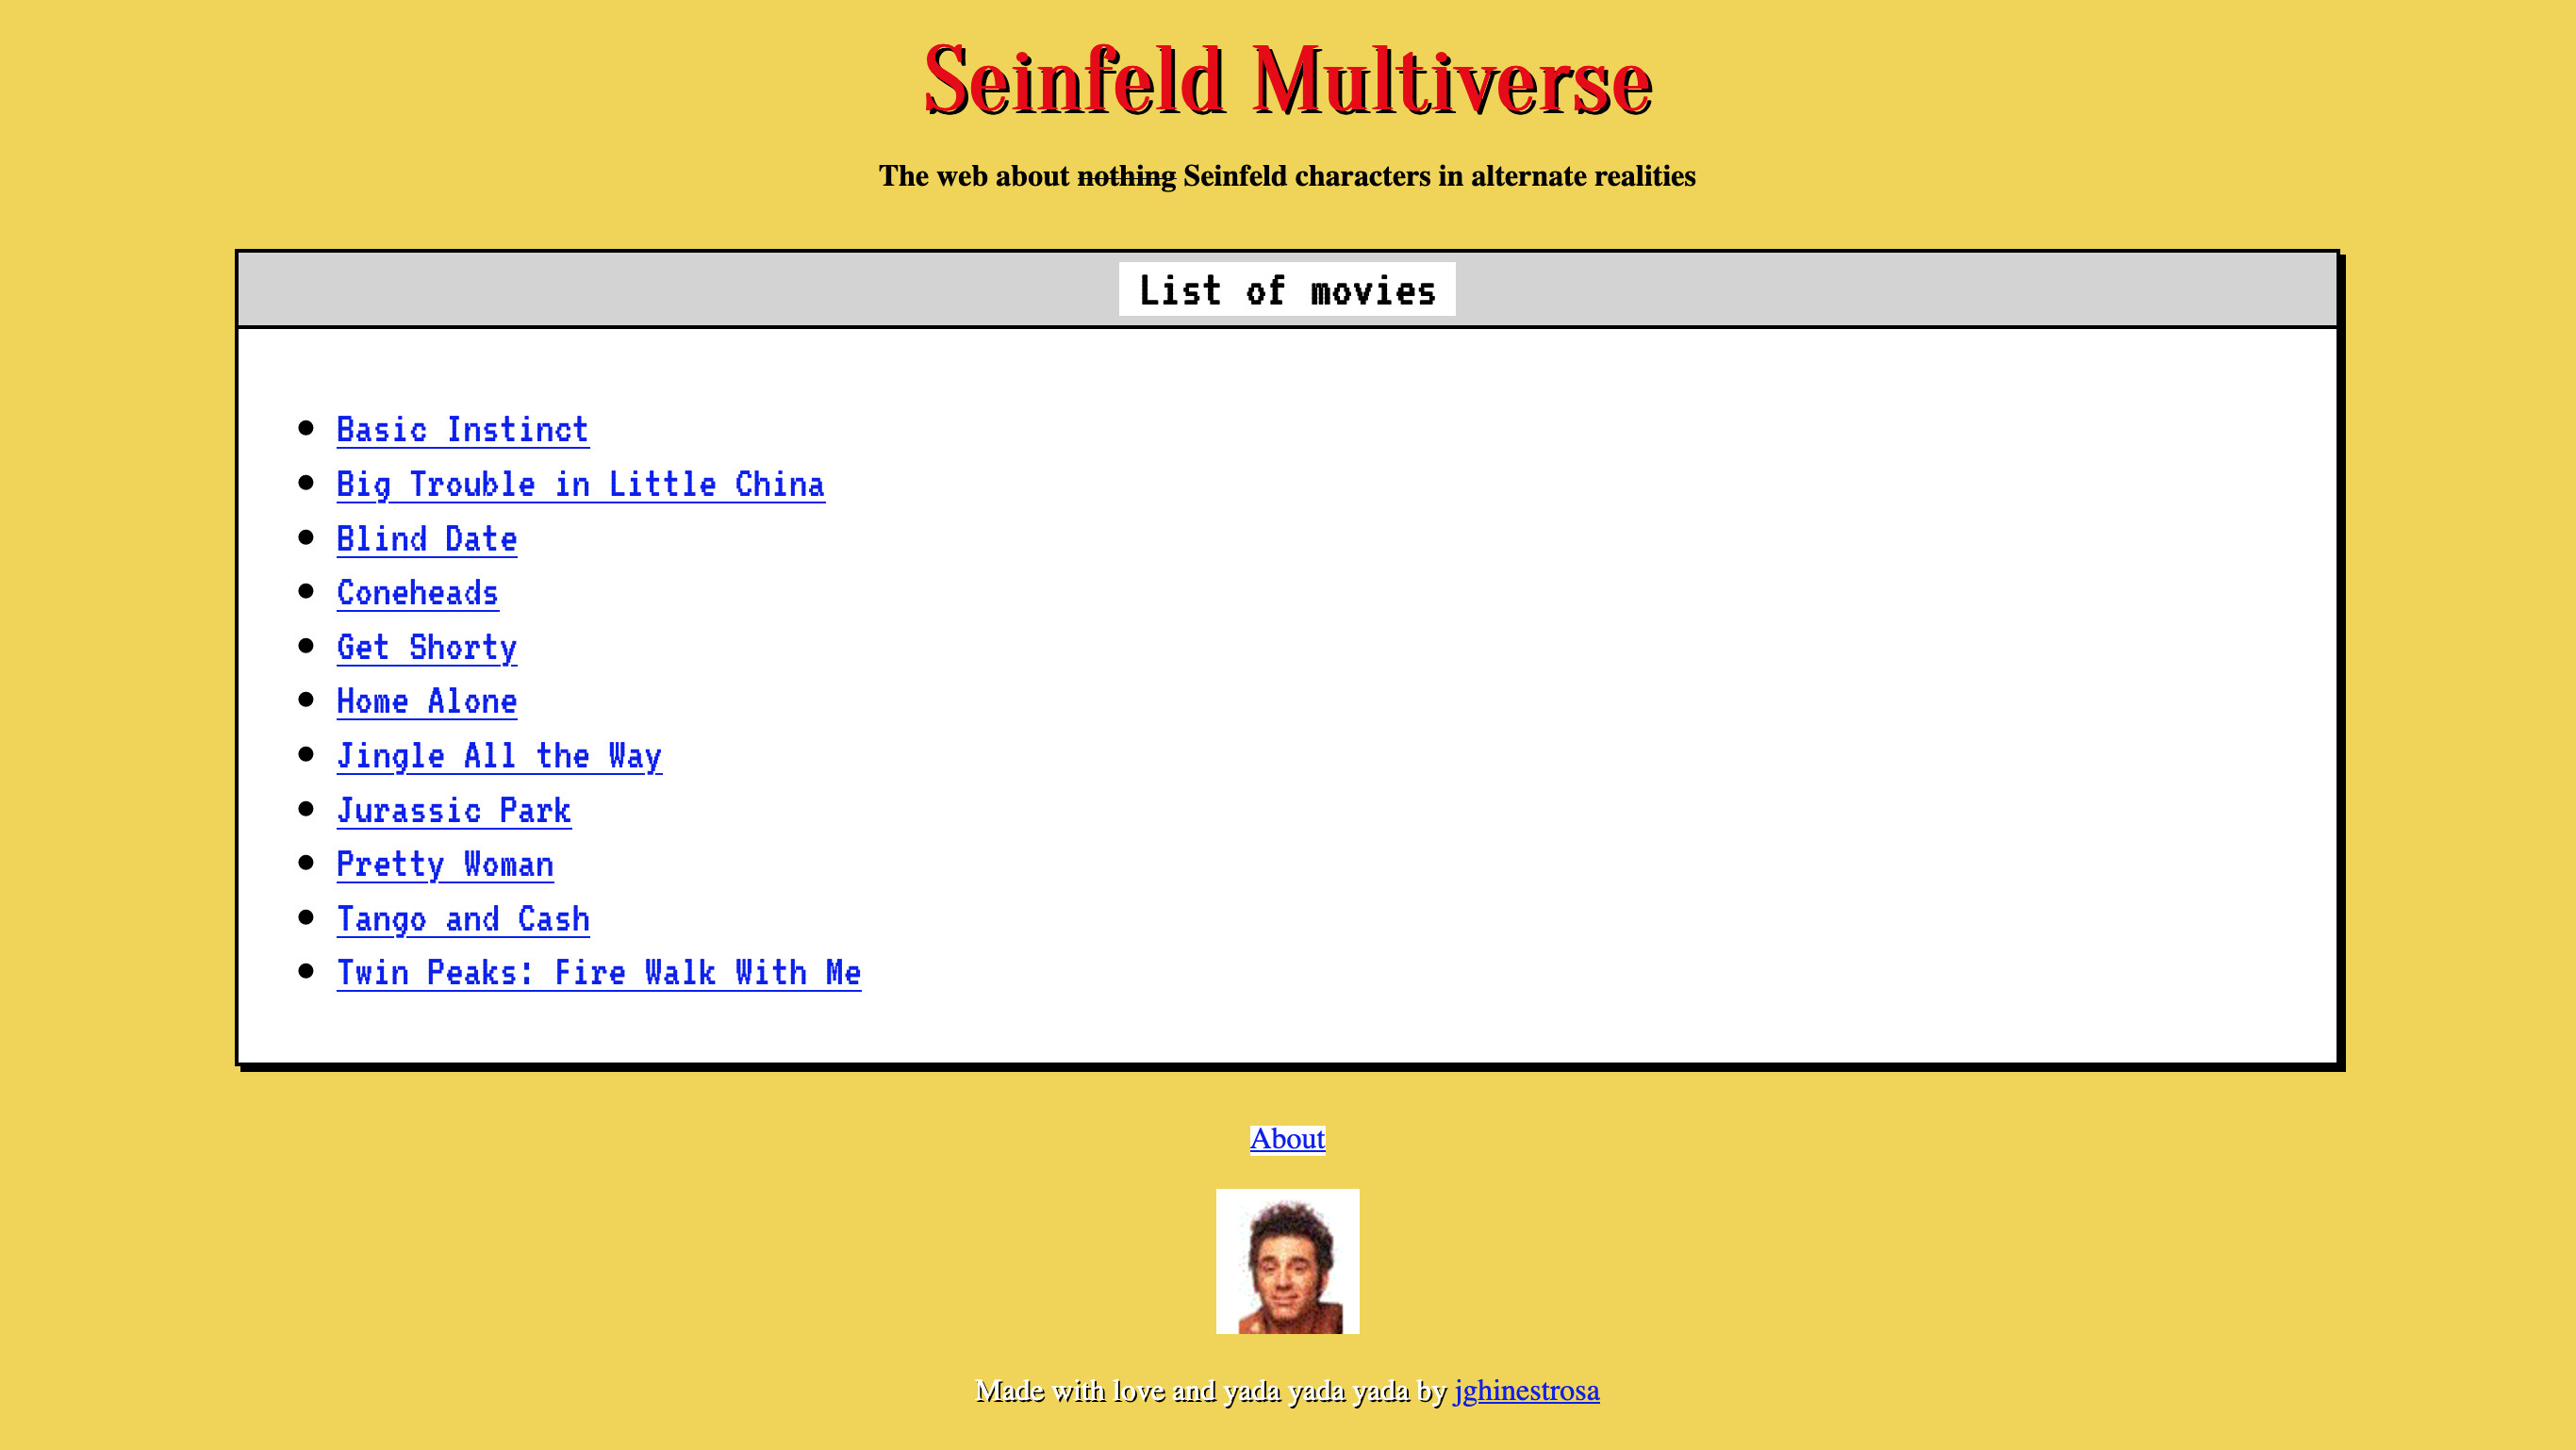 Seinfeld Multiverse
The web about nothing Seinfeld characters in alternate realities
List of movies
Basic Instinct
Big Trouble in Little China
Blind Date
Coneheads
Get Shorty
Home Alone
Jingle All the Way
Jurassic Park
Pretty Woman
Tango and Cash
Twin Peaks: Fire Walk With Me
About
Made with love and yada yada yada by jghinestrosa